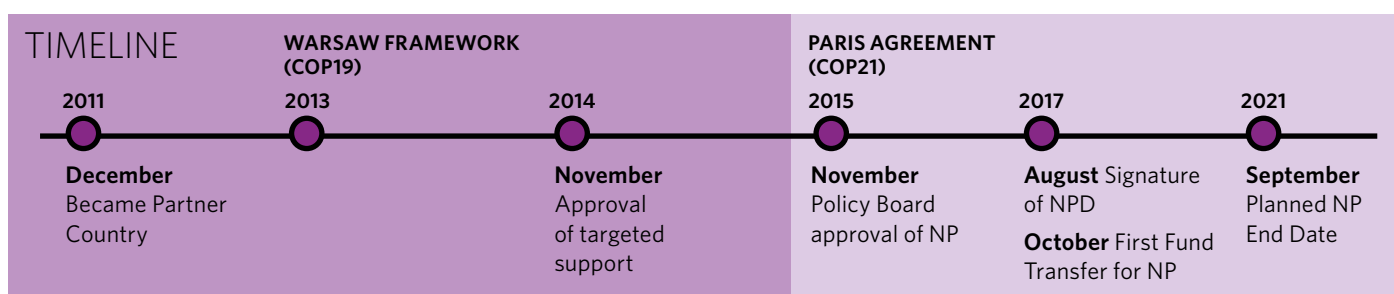 TIMELINE
WARSAW FRAMEWORK
(COP19)
PARIS AGREEMENT
(COP21)
2011
2013
2014
2015
2017
2021
December
Became Partner
Country
November
Approval
of targeted
support
November
Policy Board
approval of NP
August Signature
of NPD
October First Fund
Transfer for NP
September
Planned NP
End Date